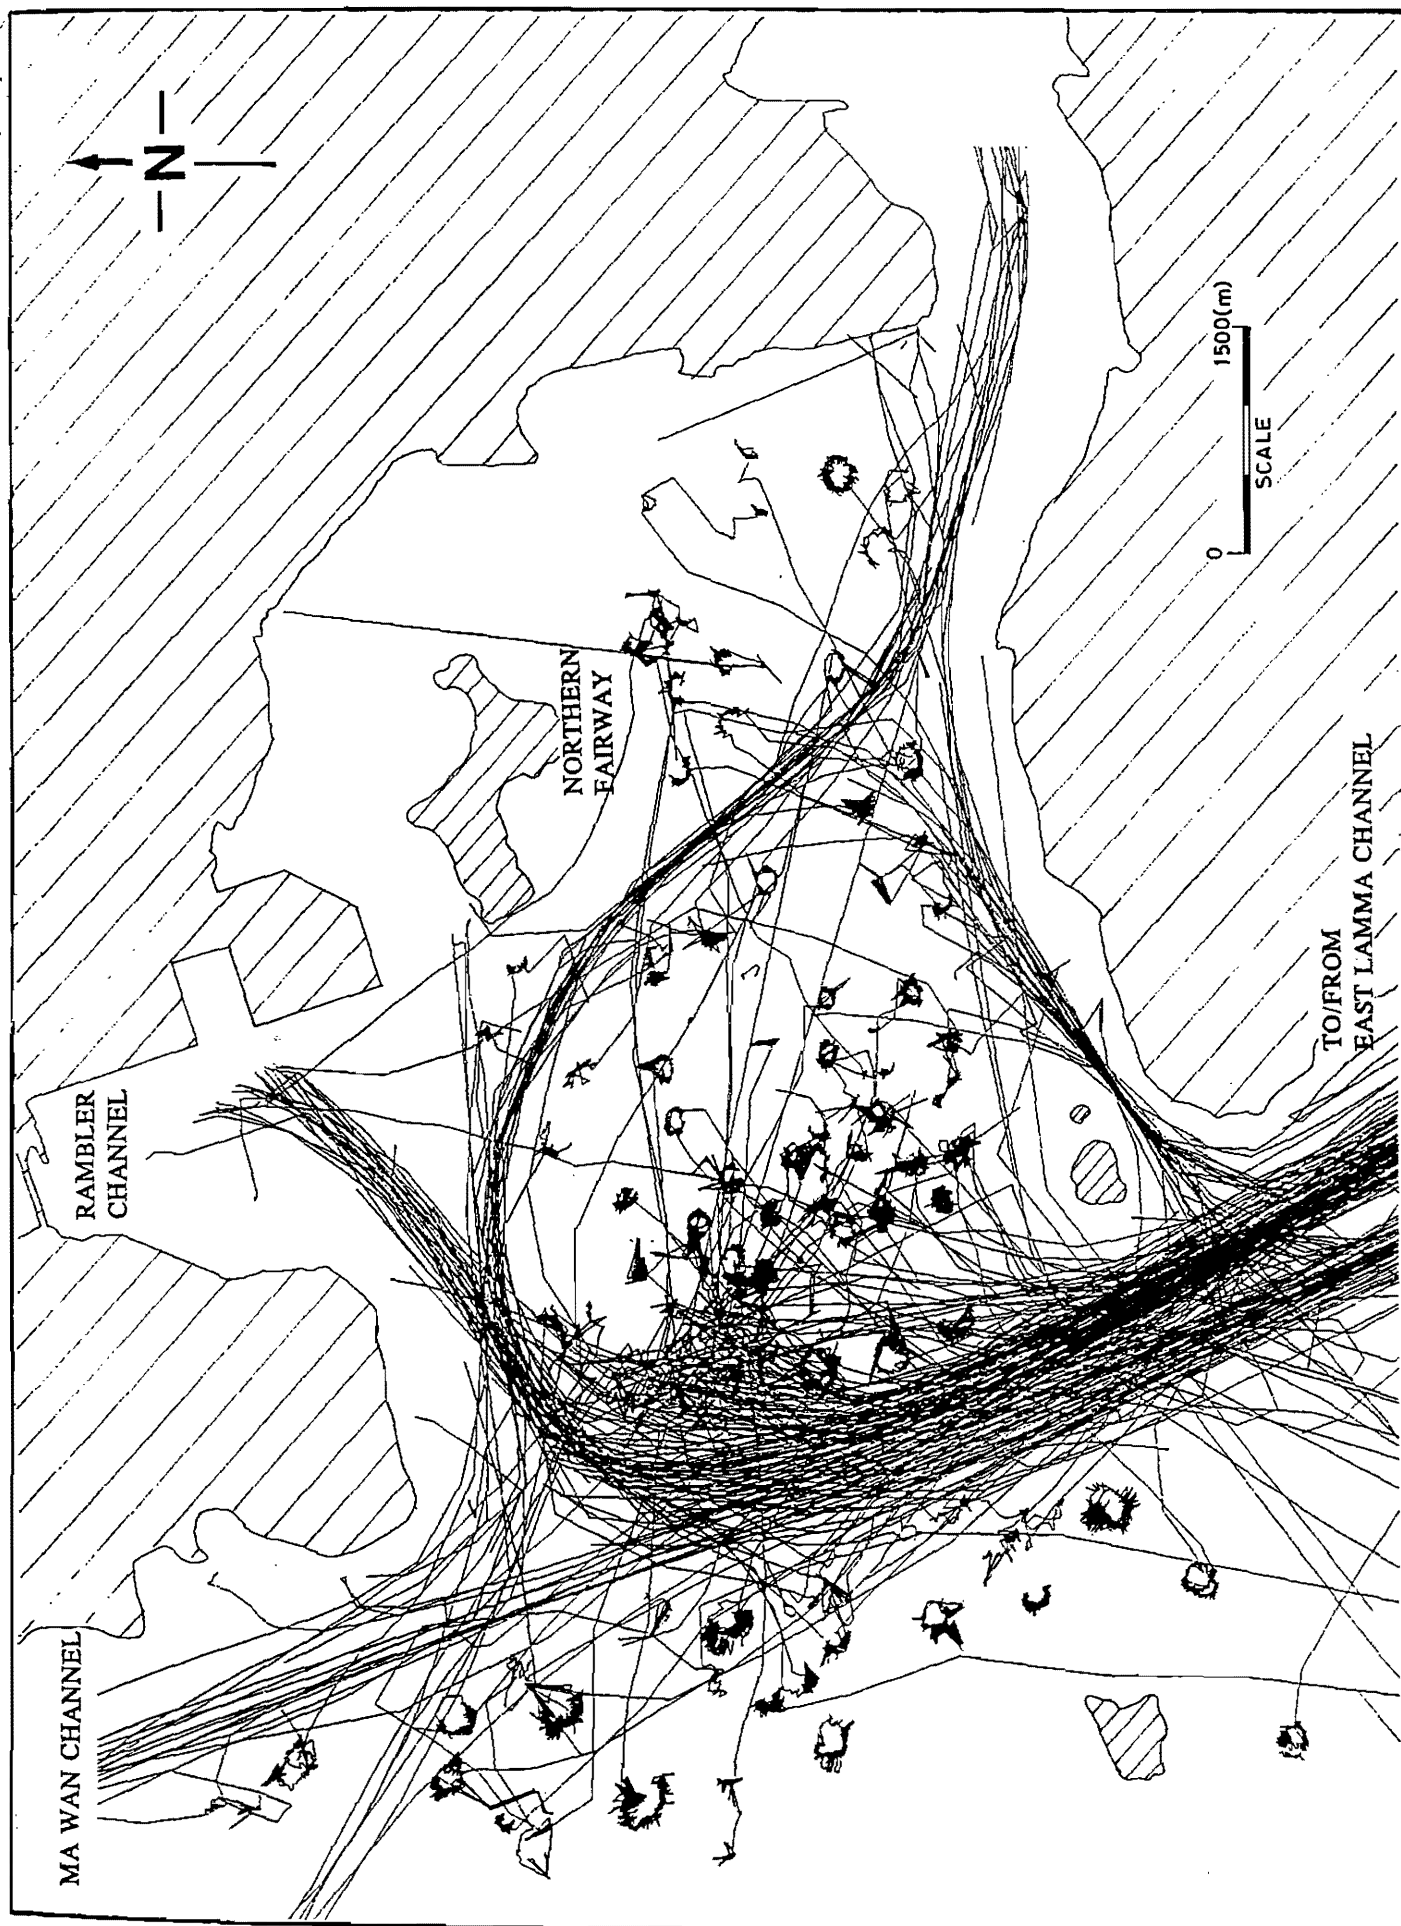 N
MA WAN CHANNEL
RAMBLER
CHANNEL
NORTHERN
FAIRWAY
TO/FROM
EAST LAMMA CHANNEL
0
1500(m)
SCALE